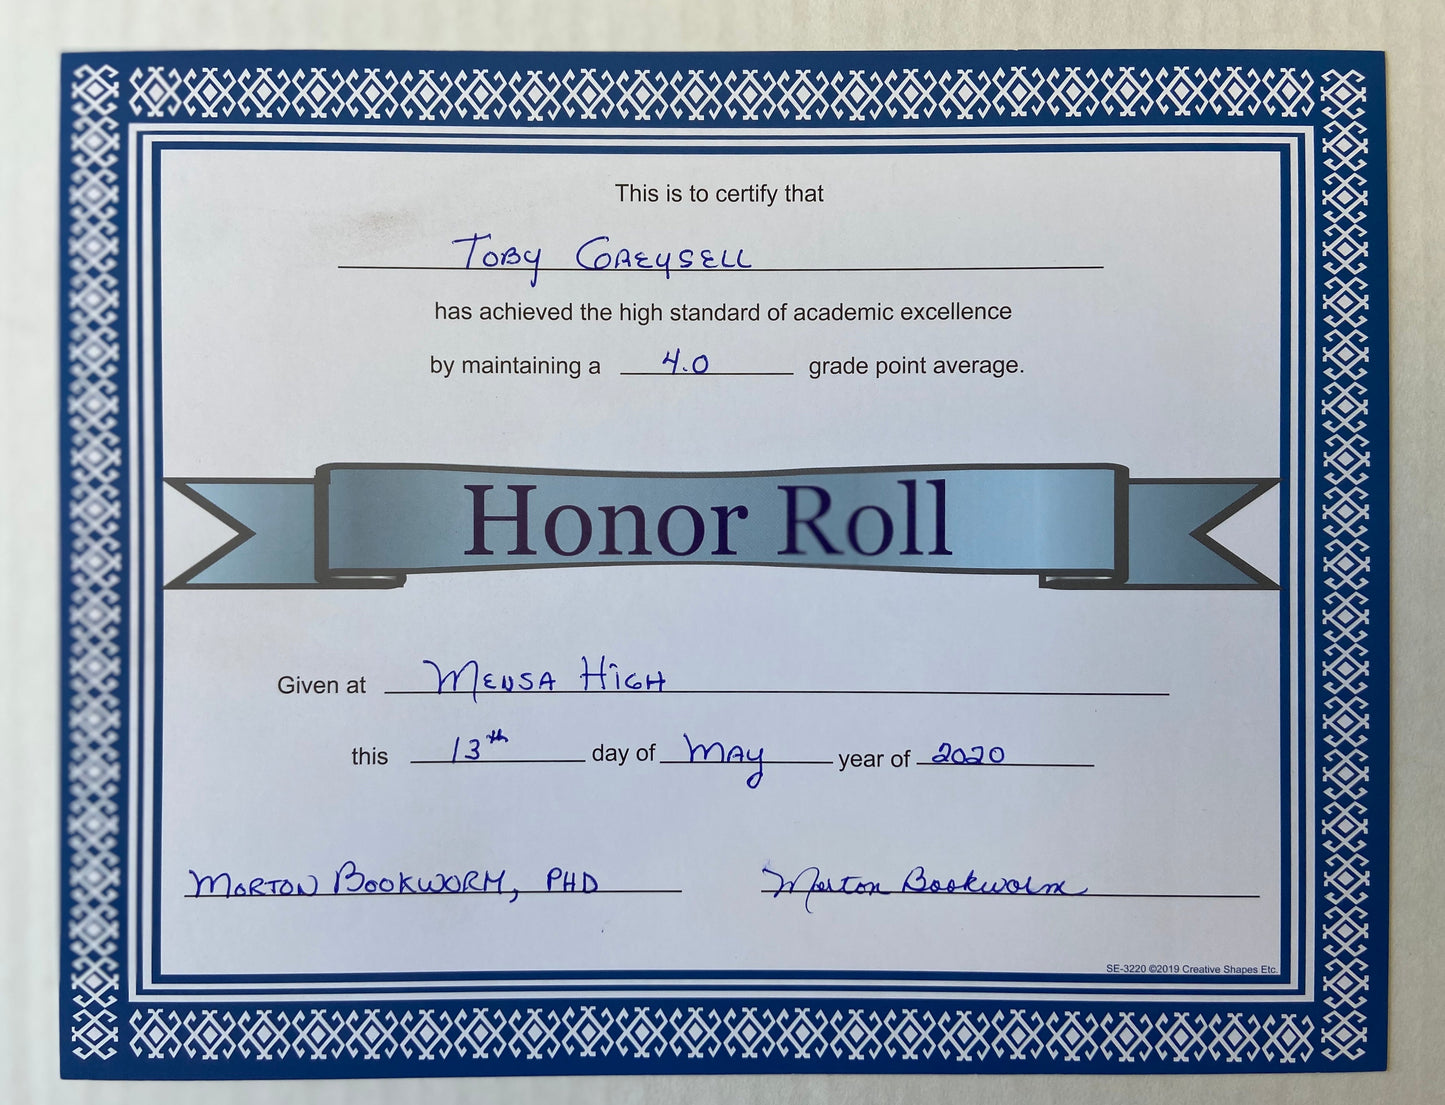 This is to certify that
TOBY GREYSELL
has achieved the high standard of academic excellence
by maintaining a 4.0 grade point average.
Honor Roll
Given at MENSA HIGH
this 13th day of MAY year of 2020
MORTON BOOKWORM, PHD Morton Bookworm
SE-3220 ©2019 Creative Shapes Etc.